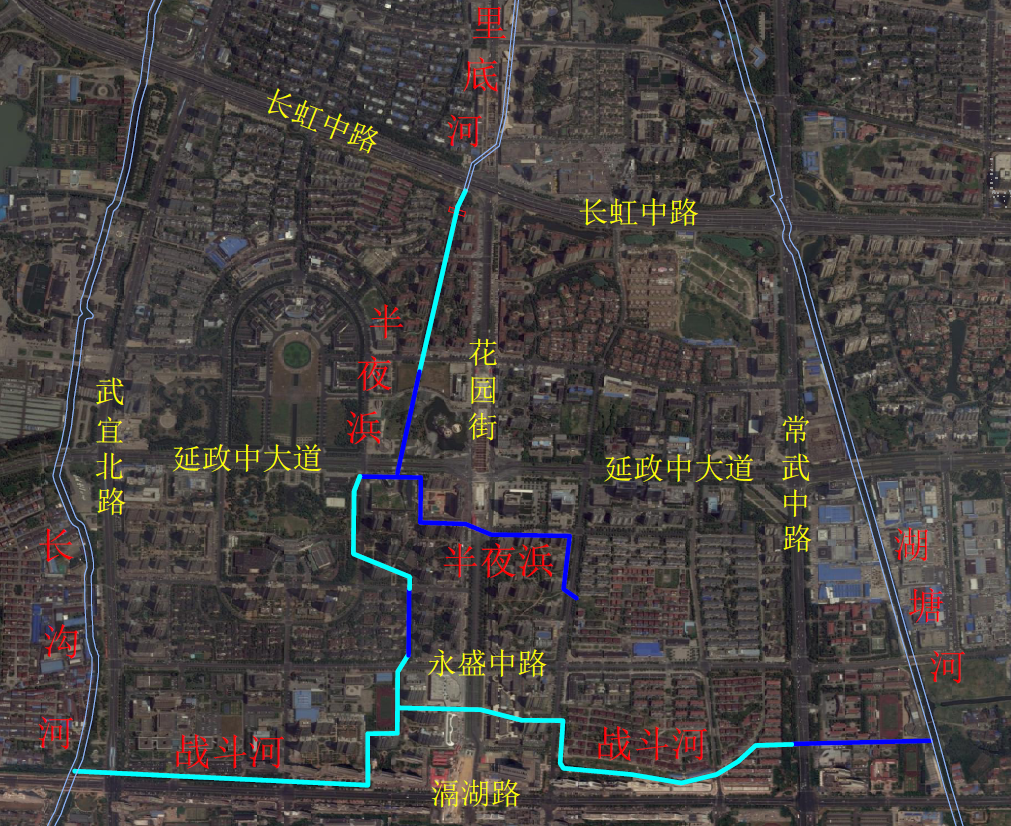 里底河
长虹中路
长虹中路
半夜浜
花园街
武宜北路
常武中路
延政中大道
延政中大道
长沟河
半夜浜
湖塘河
永盛中路
战斗河
战斗河
滆湖路